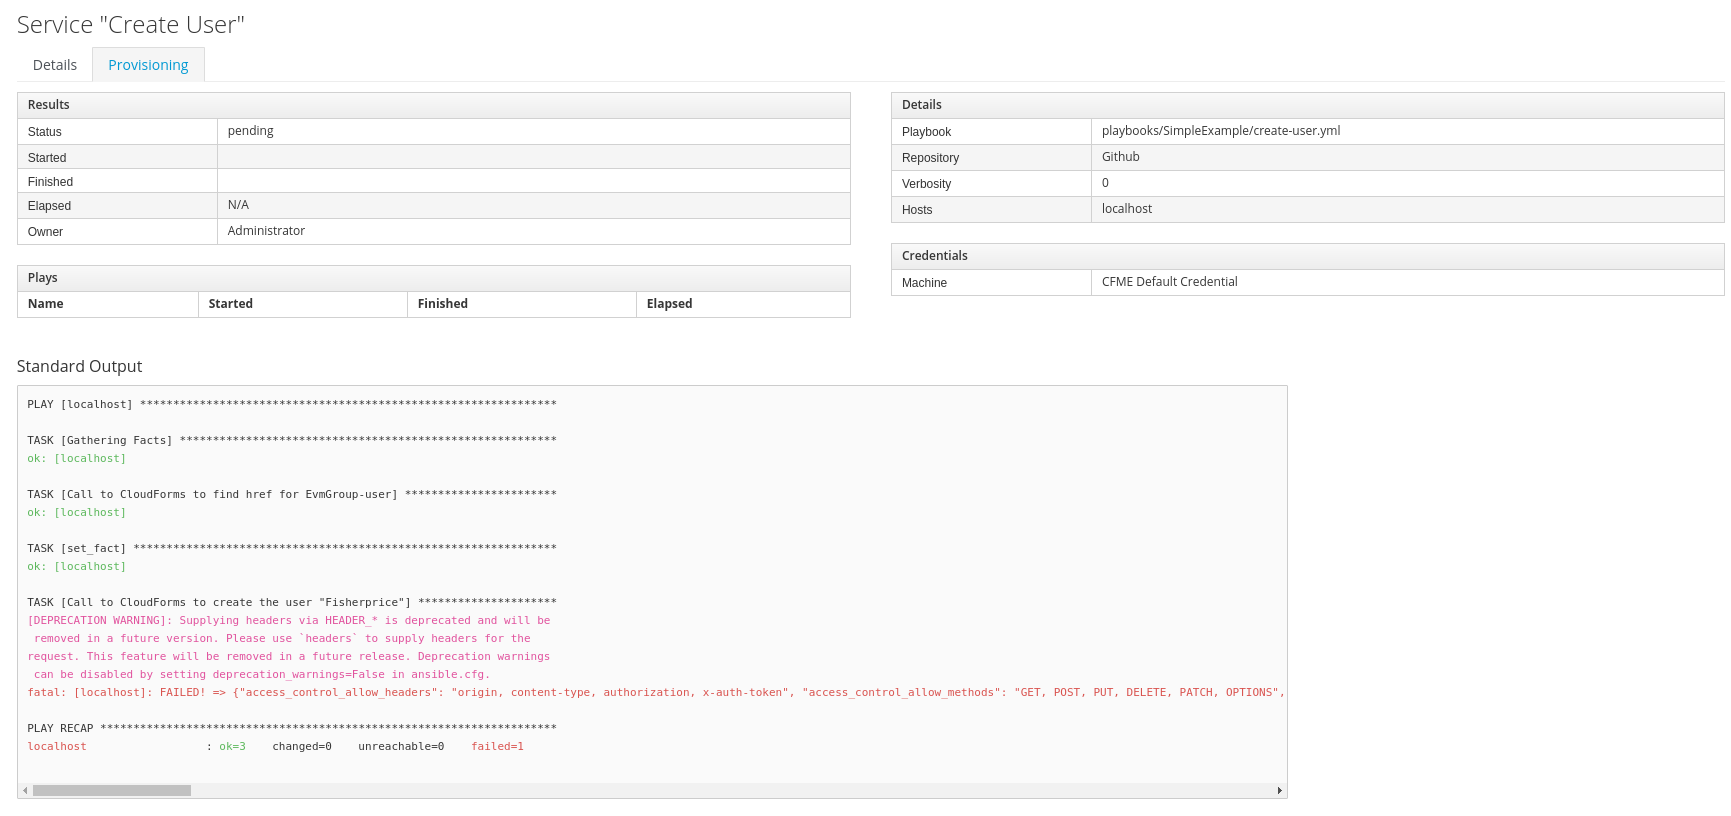 Service "Create User"
Details
Provisioning
Results
Status pending
Started
Finished
Elapsed N/A
Owner Administrator
Plays
Name Started Finished Elapsed
Details
Playbook playbooks/SimpleExample/create-user.yml
Repository Github
Verbosity 0
Hosts localhost
Credentials
Machine CFME Default Credential
Standard Output
PLAY [localhost] ***************************************************************
TASK [Gathering Facts] *********************************************************
ok: [localhost]
TASK [Call to CloudForms to find href for EvmGroup-user] ***********************
ok: [localhost]
TASK [set_fact] ****************************************************************
ok: [localhost]
TASK [Call to CloudForms to create the user "Fisherprice"] *********************
[DEPRECATION WARNING]: Supplying headers via HEADER_* is deprecated and will be
removed in a future version. Please use `headers` to supply headers for the
request. This feature will be removed in a future release. Deprecation warnings
can be disabled by setting deprecation_warnings=False in ansible.cfg.
fatal: [localhost]: FAILED! => {"access_control_allow_headers": "origin, content-type, authorization, x-auth-token", "access_control_allow_methods": "GET, POST, PUT, DELETE, PATCH, OPTIONS",
PLAY RECAP *********************************************************************
localhost : ok=3 changed=0 unreachable=0 failed=1